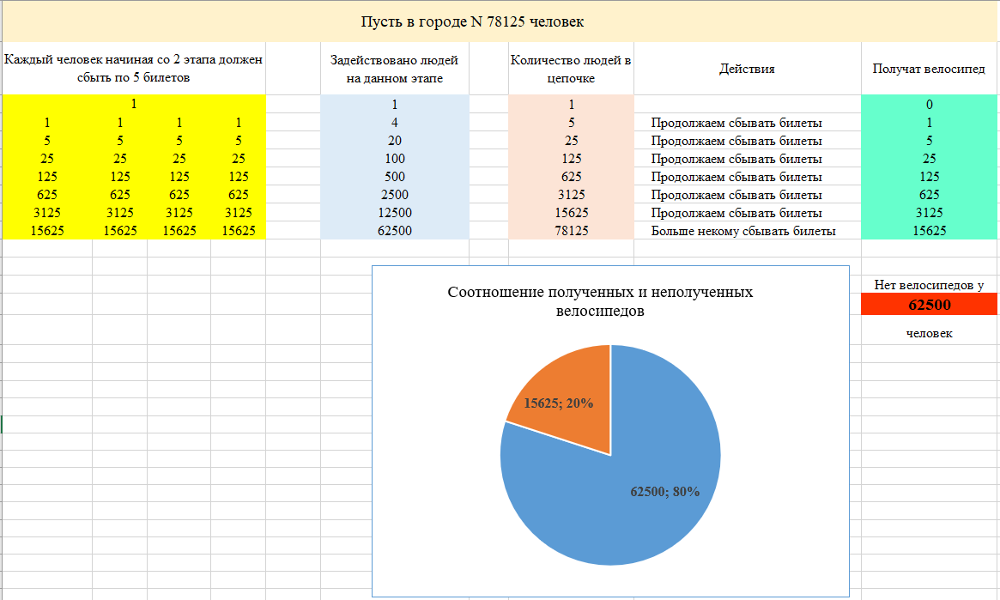 Пусть в городе N 78125 человек
Каждый человек начиная со 2 этапа должен
сбыть по 5 билетов
Задействовано людей
на данном этапе
Количество людей в
цепочке
Действия
Получат велосипед
1 1 1 0
1 1 1 1 4 5 Продолжаем сбывать билеты 1
5 5 5 5 20 25 Продолжаем сбывать билеты 5
25 25 25 25 100 125 Продолжаем сбывать билеты 25
125 125 125 125 500 625 Продолжаем сбывать билеты 125
625 625 625 625 2500 3125 Продолжаем сбывать билеты 625
3125 3125 3125 3125 12500 15625 Продолжаем сбывать билеты 3125
15625 15625 15625 15625 62500 78125 Больше некому сбывать билеты 15625
Нет велосипедов у
62500
человек
Соотношение полученных и неполученных
велосипедов
15625; 20%
62500; 80%